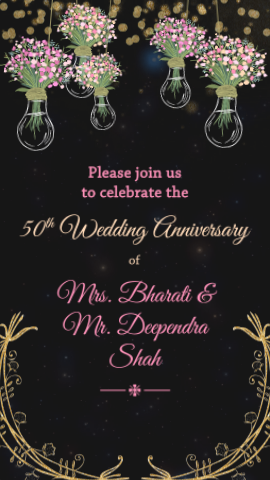 Please join us
to celebrate the
50th Wedding Anniversary
of
Mrs. Bharati &
Mr. Deependra
Shah